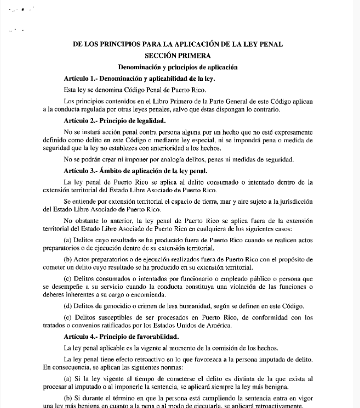 DE LOS PRINCIPIOS PARA LA APLICACIÓN DE LA LEY PENAL
SECCIÓN PRIMERA
Denominación y principios de aplicación
Artículo 1.- Denominación y aplicabilidad de la ley.
Esta ley se denomina Código Penal de Puerto Rico.
Los principios contenidos en el Libro Primero de la Parte General de este Código aplican
a la conducta regulada por otras leyes penales, salvo que éstas dispongan lo contrario.
Artículo 2.- Principio de legalidad.
No se instará acción penal contra persona alguna por un hecho que no esté expresamente
definido como delito en este Código o mediante ley especial, ni se impondrá pena o medida de
seguridad que la ley no establezca con anterioridad a los hechos.
No se podrán crear ni imponer por analogía delitos, penas ni medidas de seguridad.
Artículo 3.- Ámbito de aplicación de la ley penal.
La ley penal de Puerto Rico se aplica al delito consumado o intentado dentro de la
extensión territorial del Estado Libre Asociado de Puerto Rico.
Se entiende por extensión territorial el espacio de tierra, mar y aire sujeto a la jurisdicción
del Estado Libre Asociado de Puerto Rico.
No obstante lo anterior, la ley penal de Puerto Rico se aplica fuera de la extensión
territorial del Estado Libre Asociado de Puerto Rico en cualquiera de los siguientes casos:
(a) Delitos cuyo resultado se ha producido fuera de Puerto Rico cuando se realicen actos
preparatorios o de ejecución dentro de su extensión territorial.
(b) Actos preparatorios o de ejecución realizados fuera de Puerto Rico con el propósito de
cometer un delito cuyo resultado se ha producido en su extensión territorial.
(c) Delitos consumados o intentados por funcionario o empleado público o persona que
se desempeñe a su servicio cuando la conducta constituya una violación de las funciones o
deberes inherentes a su cargo o encomienda.
(d) Delitos de genocidio o crimen de lesa humanidad, según se definen en este Código.
(e) Delitos susceptibles de ser procesados en Puerto Rico, de conformidad con los
tratados o convenios ratificados por los Estados Unidos de América.
Artículo 4.- Principio de favorabilidad.
La ley penal aplicable es la vigente al momento de la comisión de los hechos.
La ley penal tiene efecto retroactivo en lo que favorezca a la persona imputada de delito.
En consecuencia, se aplican las siguientes normas:
(a) Si la ley vigente al tiempo de cometerse el delito es distinta de la que exista al
procesar al imputado o al imponerle la sentencia, se aplicará siempre la ley más benigna.
(b) Si durante el término en que la persona está cumpliendo la sentencia entra en vigor
una ley más benigna en cuanto a la pena o al modo de ejecutarla, se aplicará retroactivamente.